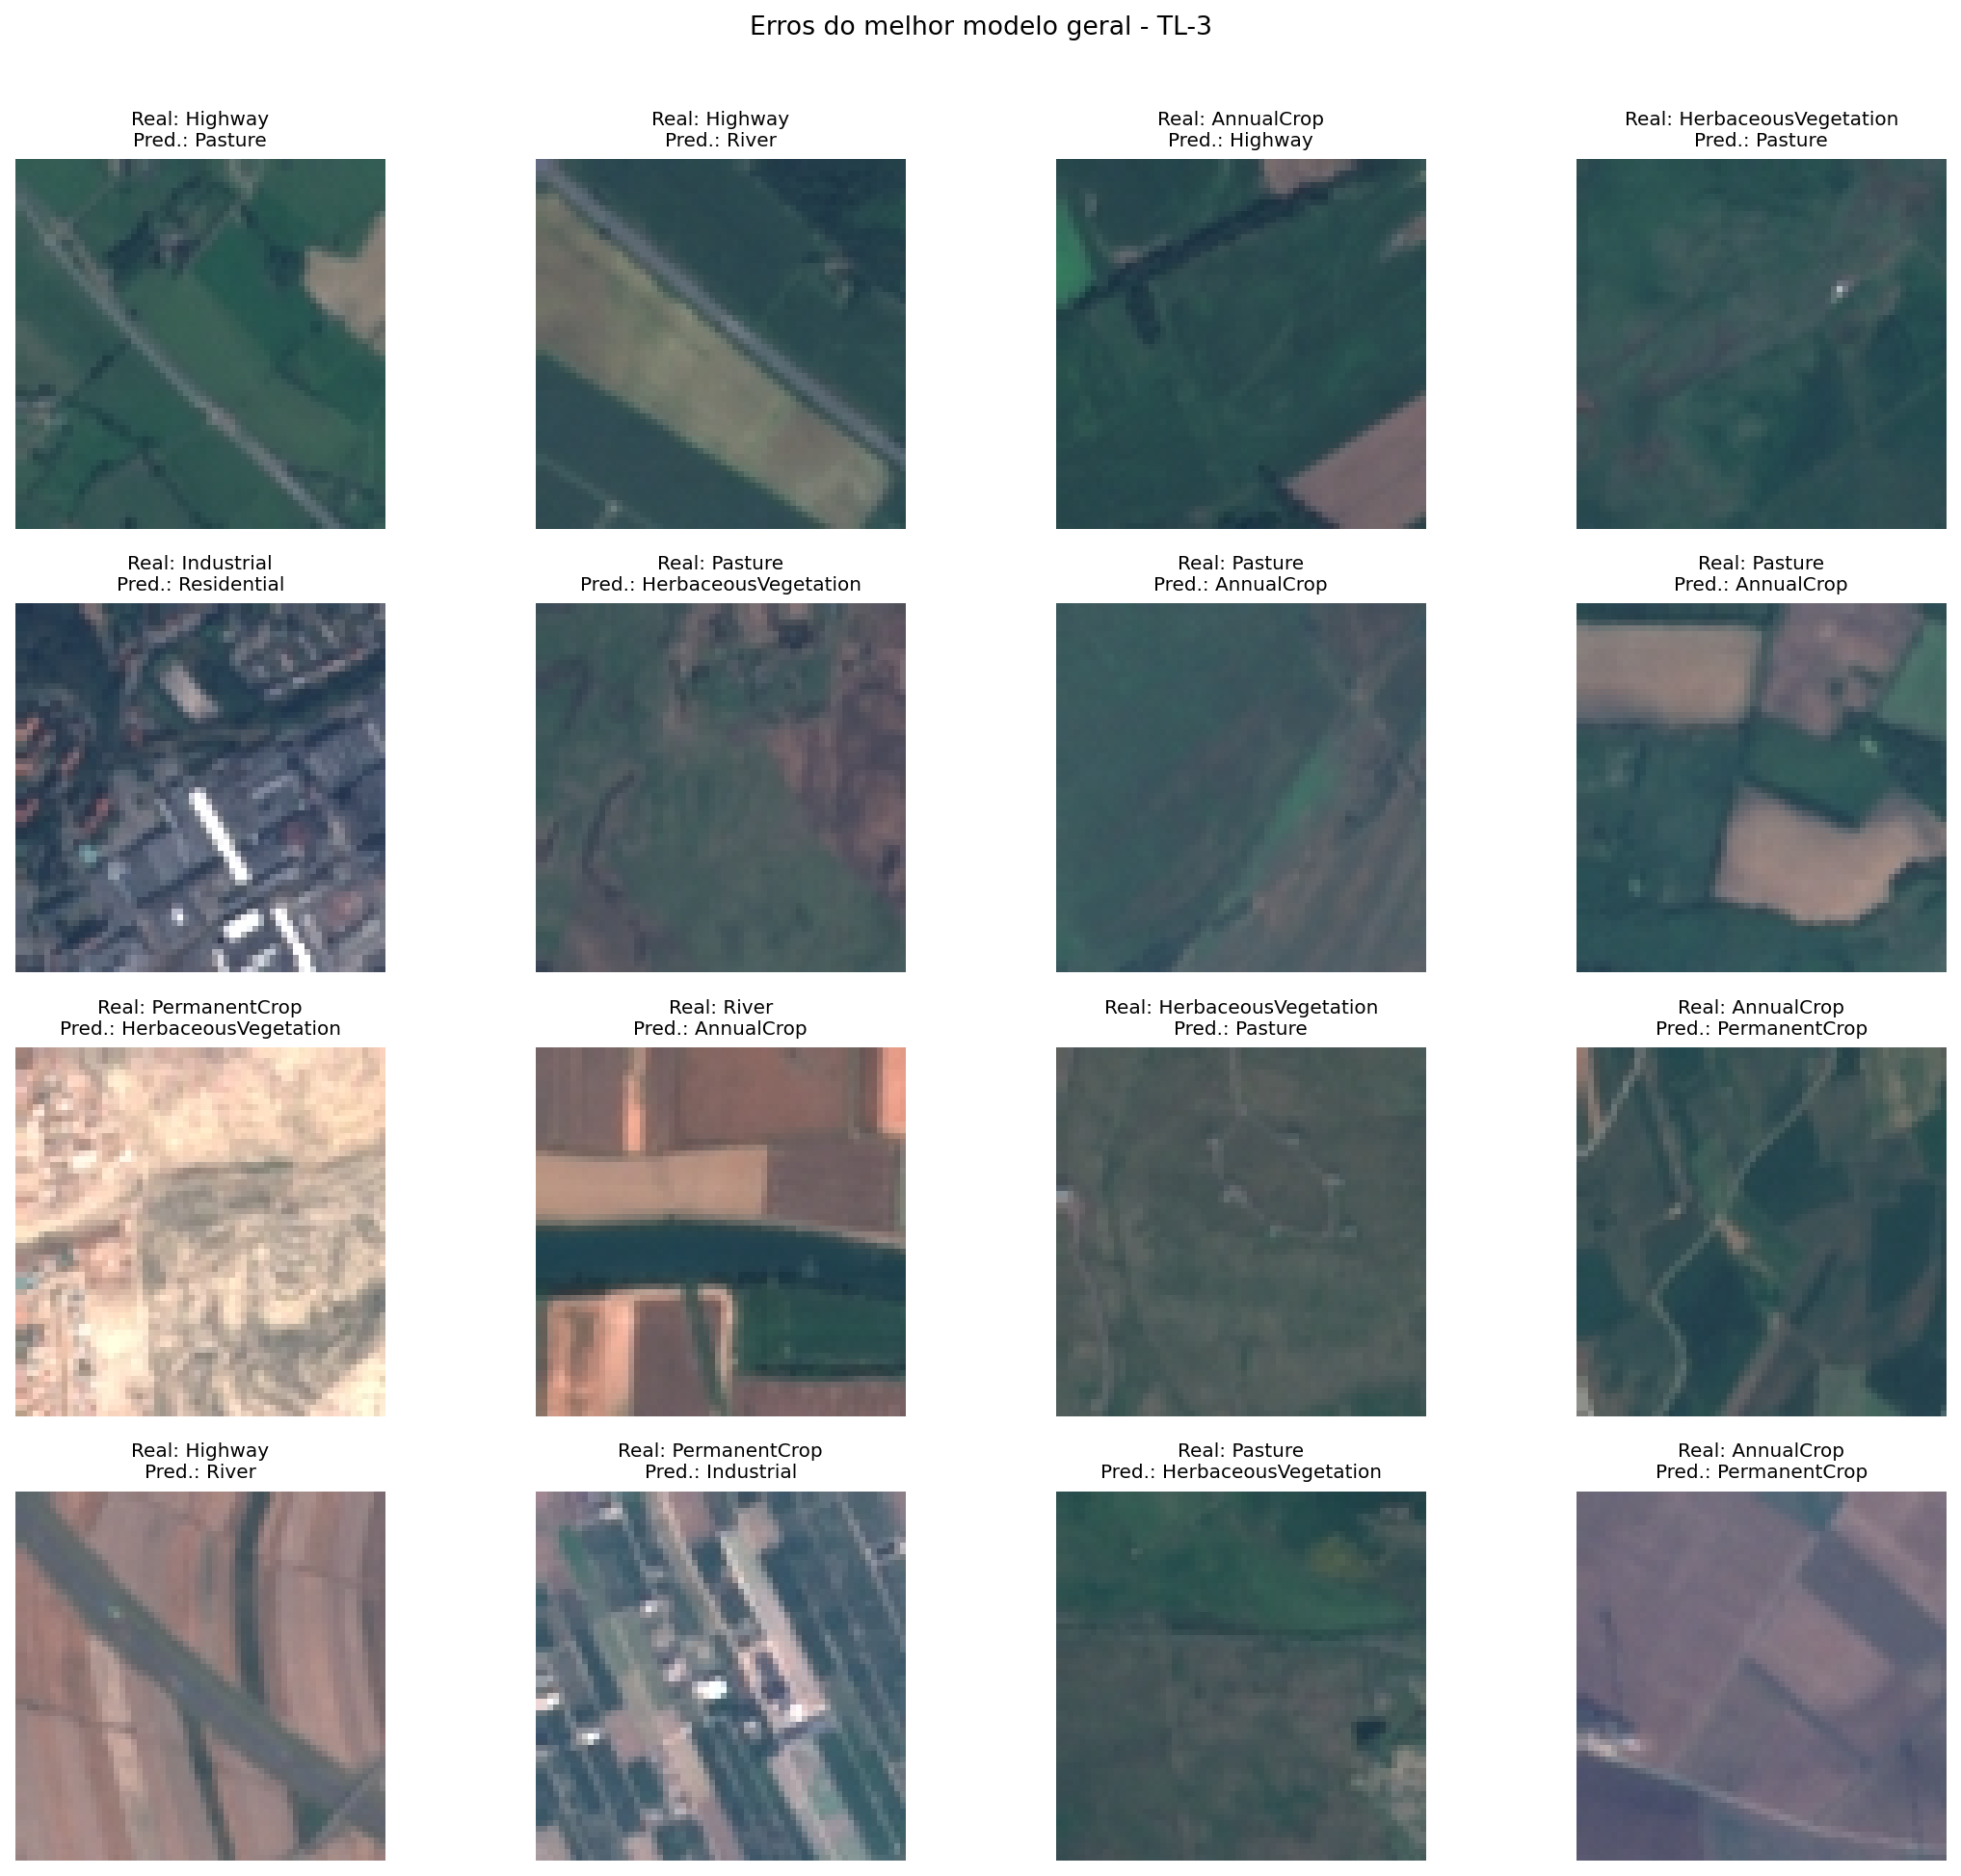 Erros do melhor modelo geral - TL-3
Real: Highway
Pred.: Pasture
Real: Highway
Pred.: River
Real: AnnualCrop
Pred.: Highway
Real: HerbaceousVegetation
Pred.: Pasture
Real: Industrial
Pred.: Residential
Real: Pasture
Pred.: HerbaceousVegetation
Real: Pasture
Pred.: AnnualCrop
Real: Pasture
Pred.: AnnualCrop
Real: PermanentCrop
Pred.: HerbaceousVegetation
Real: River
Pred.: AnnualCrop
Real: HerbaceousVegetation
Pred.: Pasture
Real: AnnualCrop
Pred.: PermanentCrop
Real: Highway
Pred.: River
Real: PermanentCrop
Pred.: Industrial
Real: Pasture
Pred.: HerbaceousVegetation
Real: AnnualCrop
Pred.: PermanentCrop